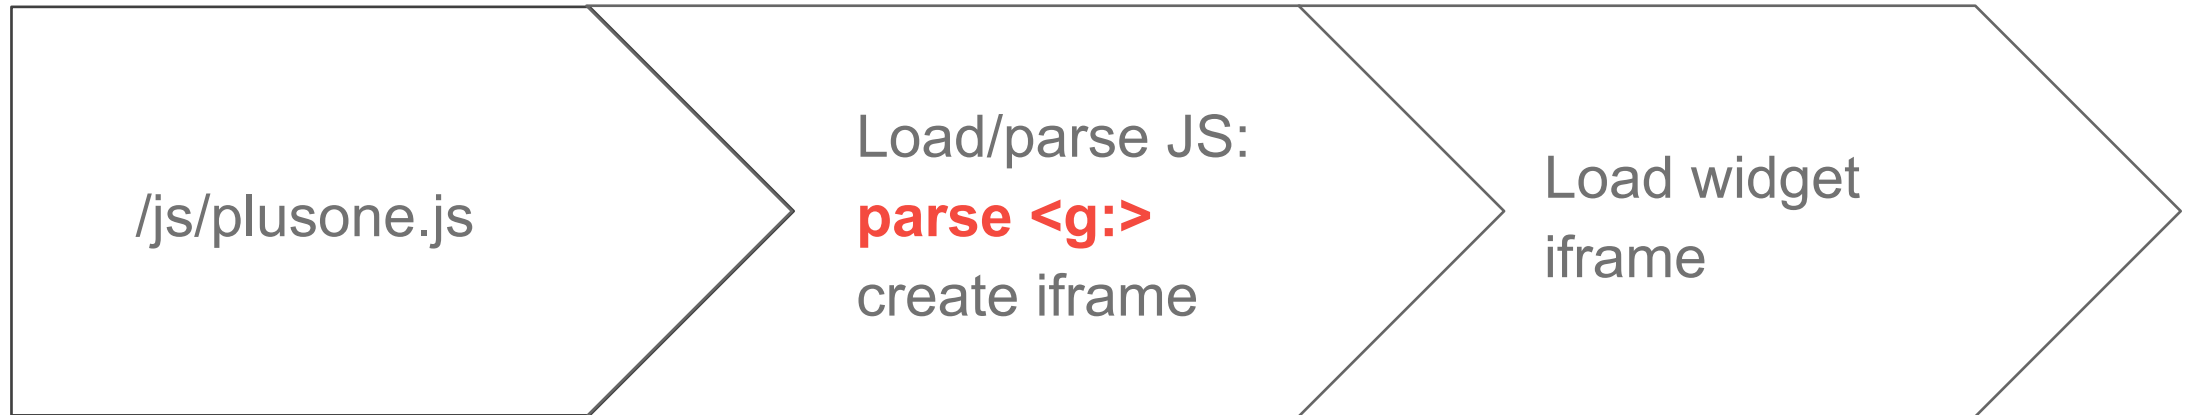 /js/plusone.js
Load/parse JS:
parse <g:>
create iframe
Load widget
iframe